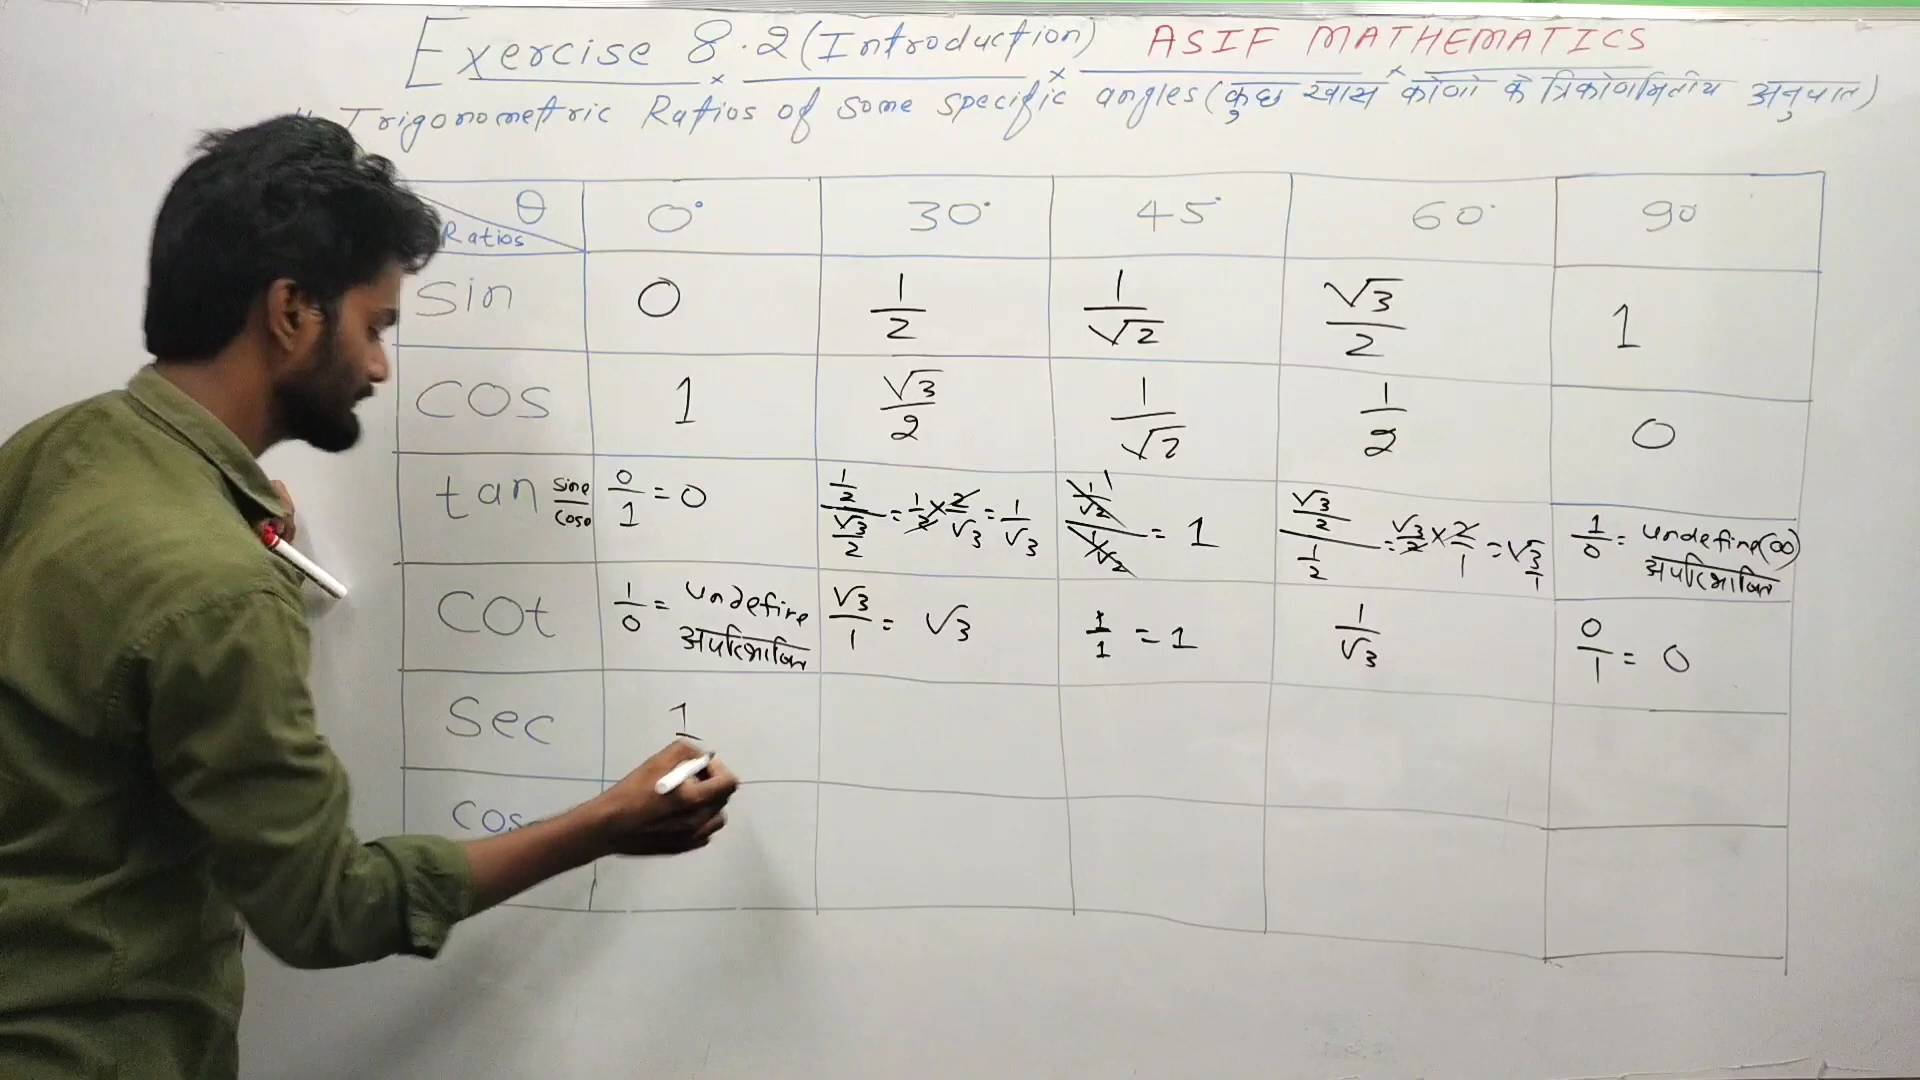 Exercise 8.2 (Introduction) ASIF MATHEMATICS
Trigonometric Ratios of some specific angles (कुछ खास कोणो के त्रिकोणमितीय अनुपात)
θ Ratios 0° 30° 45° 60° 90
Sin 0 1/2 1/√2 √3/2 1
COS 1 √3/2 1/√2 1/2 0
tan sinθ/cosθ 0/1 = 0 1/2/√3/2 = 1/2 × 2/√3 = 1/√3 1/√2/1/√2 = 1 √3/2/1/2 = √3/2 × 2/1 = √3/1 1/0 = undefine(∞) अपरिभाषित
COt 1/0 = undefine अपरिभाषित √3/1 = √3 1/1 = 1 1/√3 0/1 = 0
Sec 1
COS